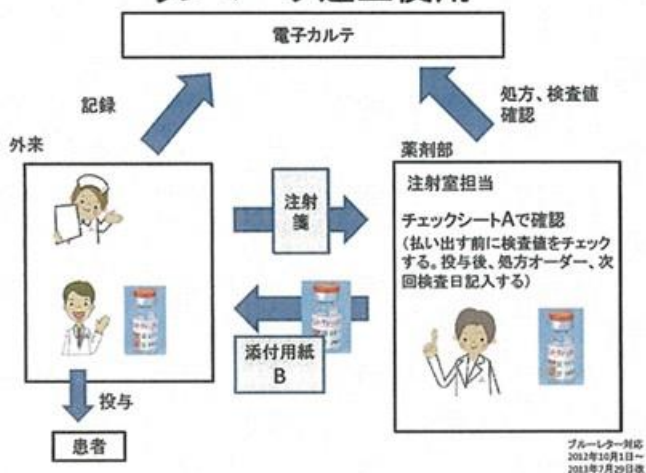 電子カルテ
記録
処方、検査値
確認
外来
薬剤部
注射
箋
注射室担当
チェックシートAで確認
(払い出す前に検査値をチェック
する。投与後、処方オーダー、次
回検査日記入する)
添付用紙
B
投与
患者
ブルーレター対応
2012年10月1日~
2013年7月29日改